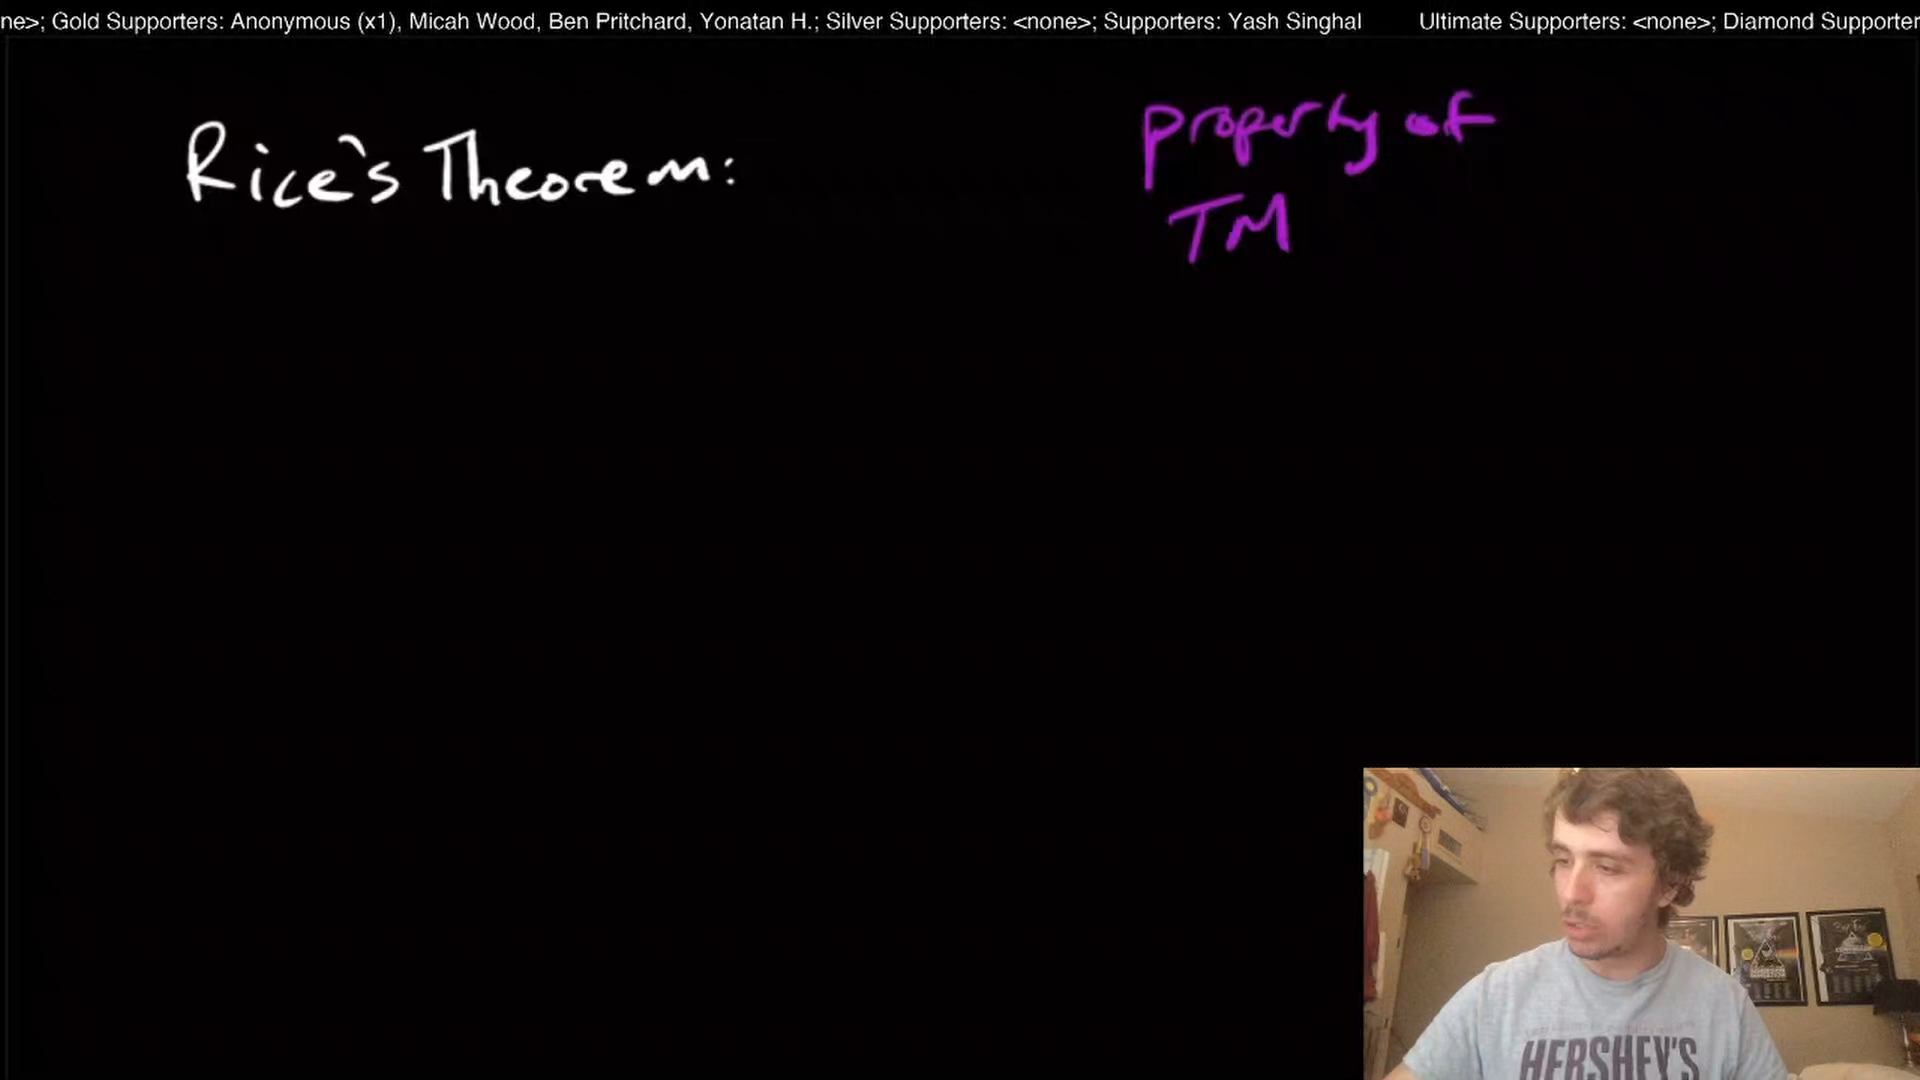 ne>; Gold Supporters: Anonymous (x1), Micah Wood, Ben Pritchard, Yonatan H.; Silver Supporters: <none>; Supporters: Yash Singhal Ultimate Supporters: <none>; Diamond Supporter
Rice's Theorem:
property of
TM
HERSHEY'S